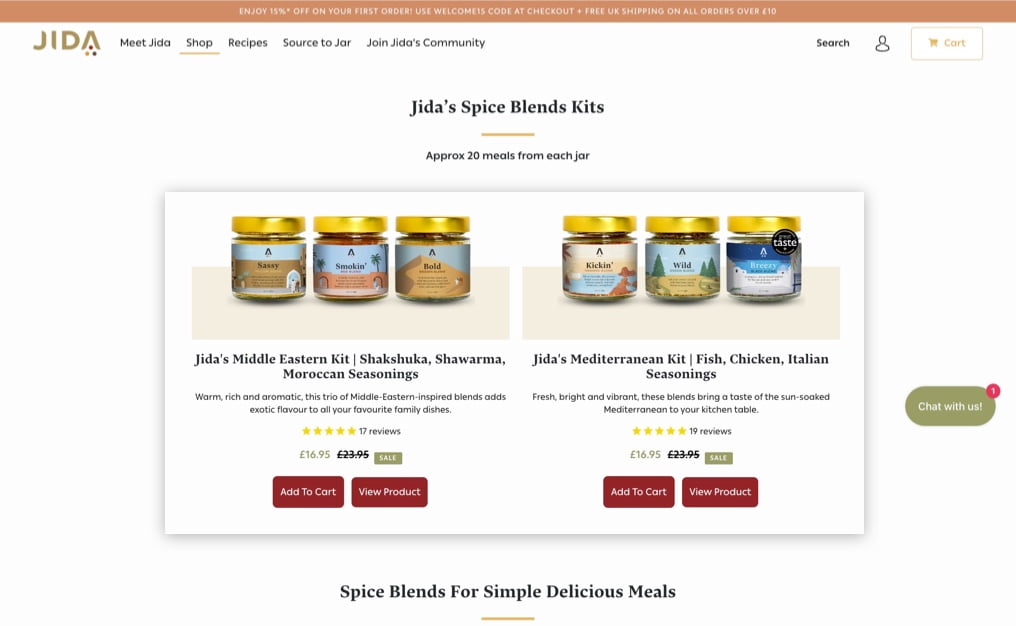 ENJOY 15%* OFF ON YOUR FIRST ORDER! USE WELCOME15 CODE AT CHECKOUT + FREE UK SHIPPING ON ALL ORDERS OVER £10
JIDA
Meet Jida
Shop
Recipes
Source to Jar
Join Jida's Community
Search
Cart
Jida’s Spice Blends Kits
Approx 20 meals from each jar
Sassy
Smokin'
Bold
Kickin'
Wild
Breezy
taste
Jida's Middle Eastern Kit | Shakshuka, Shawarma,
Moroccan Seasonings
Warm, rich and aromatic, this trio of Middle-Eastern-inspired blends adds
exotic flavour to all your favourite family dishes.
17 reviews
£16.95 £23.95 SALE
Add To Cart
View Product
Jida's Mediterranean Kit | Fish, Chicken, Italian
Seasonings
Fresh, bright and vibrant, these blends bring a taste of the sun-soaked
Mediterranean to your kitchen table.
19 reviews
£16.95 £23.95 SALE
Add To Cart
View Product
1
Chat with us!
Spice Blends For Simple Delicious Meals